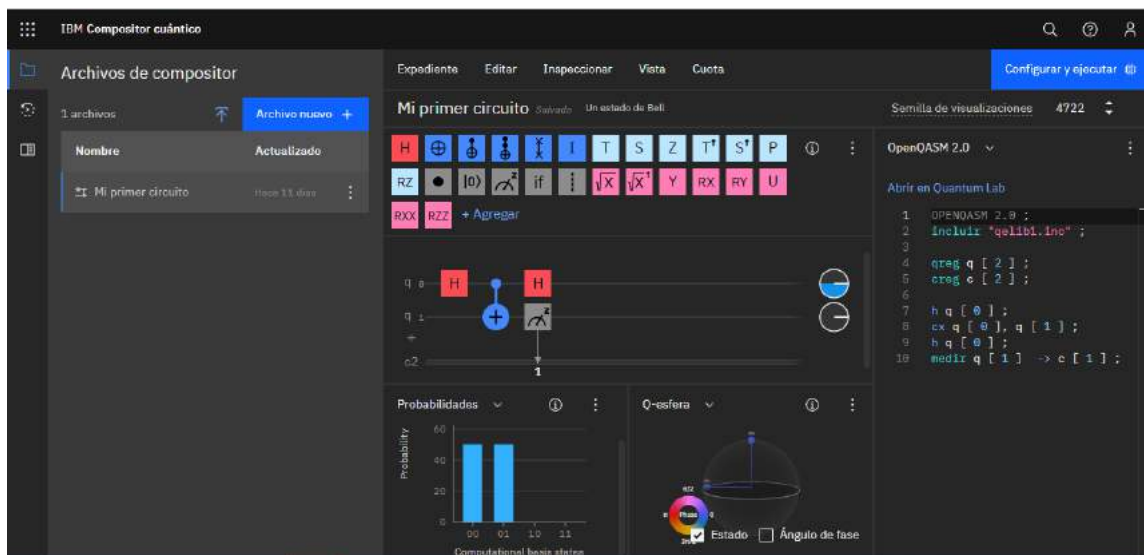 IBM Compositor cuántico
Archivos de compositor
1 archivos
Archivo nuevo +
Nombre Actualizado
Mi primer circuito Hace 11 días
Expediente Editar Inspeccionar Vista Cuota
Configurar y ejecutar
Mi primer circuito Salvado Un estado de Bell
Semilla de visualizaciones 4722
H I T S Z T† S† P
RZ |0⟩ z if √X √X† Y RX RY U
RXX RZZ + Agregar
q 0 H H
q 1 + z
c2
1
OpenQASM 2.0
Abrir en Quantum Lab
1 OPENQASM 2.0 ;
2 incluir "qelib1.inc" ;
3
4 qreg q [ 2 ] ;
5 creg c [ 2 ] ;
6
7 h q [ 0 ] ;
8 cx q [ 0 ], q [ 1 ] ;
9 h q [ 0 ] ;
10 medir q [ 1 ] -> c [ 1 ] ;
Probabilidades
Probability
60
40
20
0
00 01 10 11
Computational basis states
Q-esfera
π/2
π Phase 0
3π/2
Estado Ángulo de fase